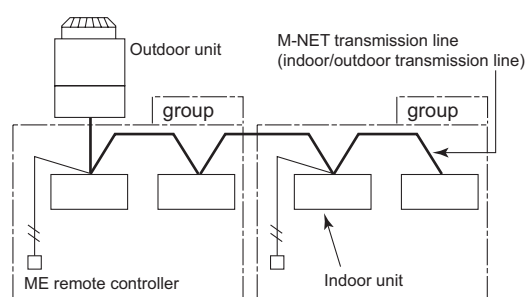 Outdoor unit
M-NET transmission line
(indoor/outdoor transmission line)
group
group
ME remote controller
Indoor unit